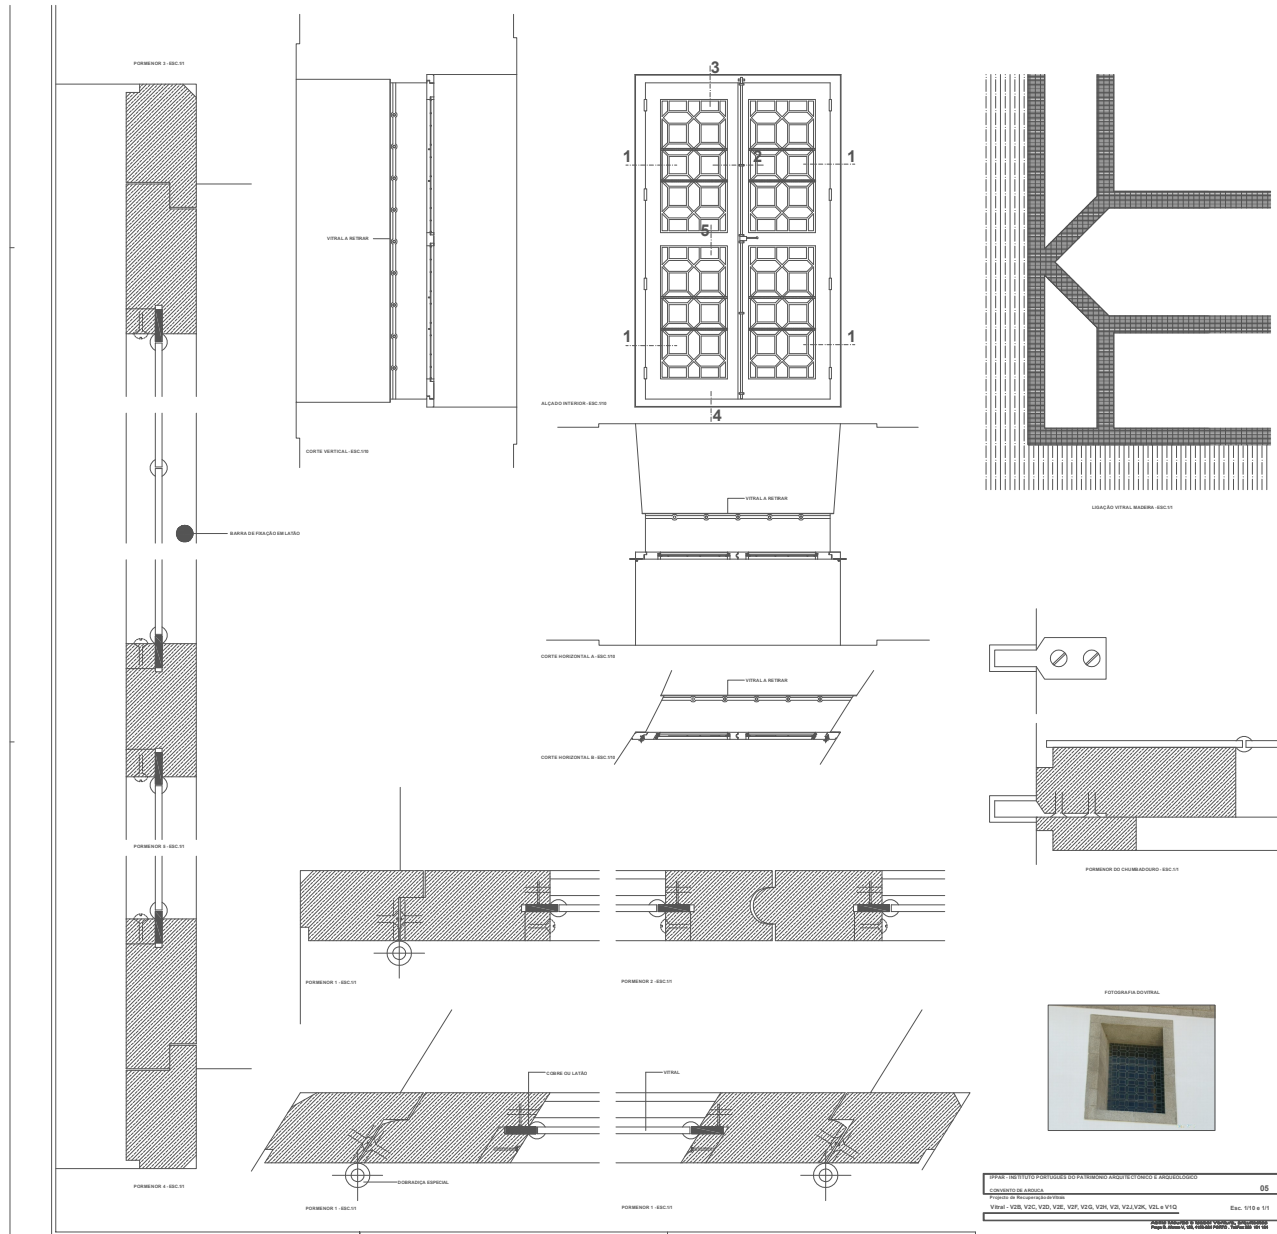 PORMENOR 3 - ESC.1/1
VITRAL A RETIRAR
CORTE VERTICAL - ESC.1/10
3
1
2
1
5
1
1
4
ALÇADO INTERIOR - ESC.1/10
LIGAÇÃO VITRAL MADEIRA - ESC.1/1
VITRAL A RETIRAR
BARRA DE FIXAÇÃO EM LATÃO
CORTE HORIZONTAL A - ESC.1/10
VITRAL A RETIRAR
CORTE HORIZONTAL B - ESC.1/10
PORMENOR 5 - ESC.1/1
PORMENOR DO CHUMBADOURO - ESC.1/1
PORMENOR 1 - ESC.1/1
PORMENOR 2 - ESC.1/1
FOTOGRAFIA DO VITRAL
COBRE OU LATÃO
VITRAL
DOBRADIÇA ESPECIAL
PORMENOR 4 - ESC.1/1
PORMENOR 1 - ESC.1/1
PORMENOR 1 - ESC.1/1
IPPAR - INSTITUTO PORTUGUÊS DO PATRIMÓNIO ARQUITECTÓNICO E ARQUEOLÓGICO
CONVENTO DE AROUCA
05
Projecto de Recuperação de Vitrais
Vitral - V2B, V2C, V2D, V2E, V2F, V2G, V2H, V2I, V2J, V2K, V2L e V1Q
Esc. 1/10 e 1/1